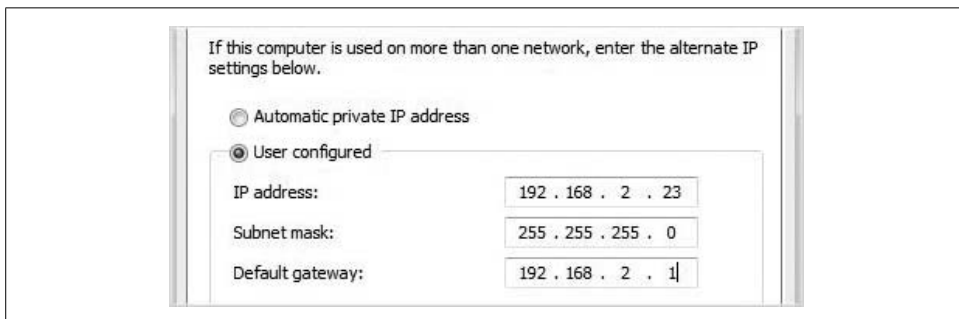 If this computer is used on more than one network, enter the alternate IP
settings below.
Automatic private IP address
User configured
IP address: 192 . 168 . 2 . 23
Subnet mask: 255 . 255 . 255 . 0
Default gateway: 192 . 168 . 2 . 1